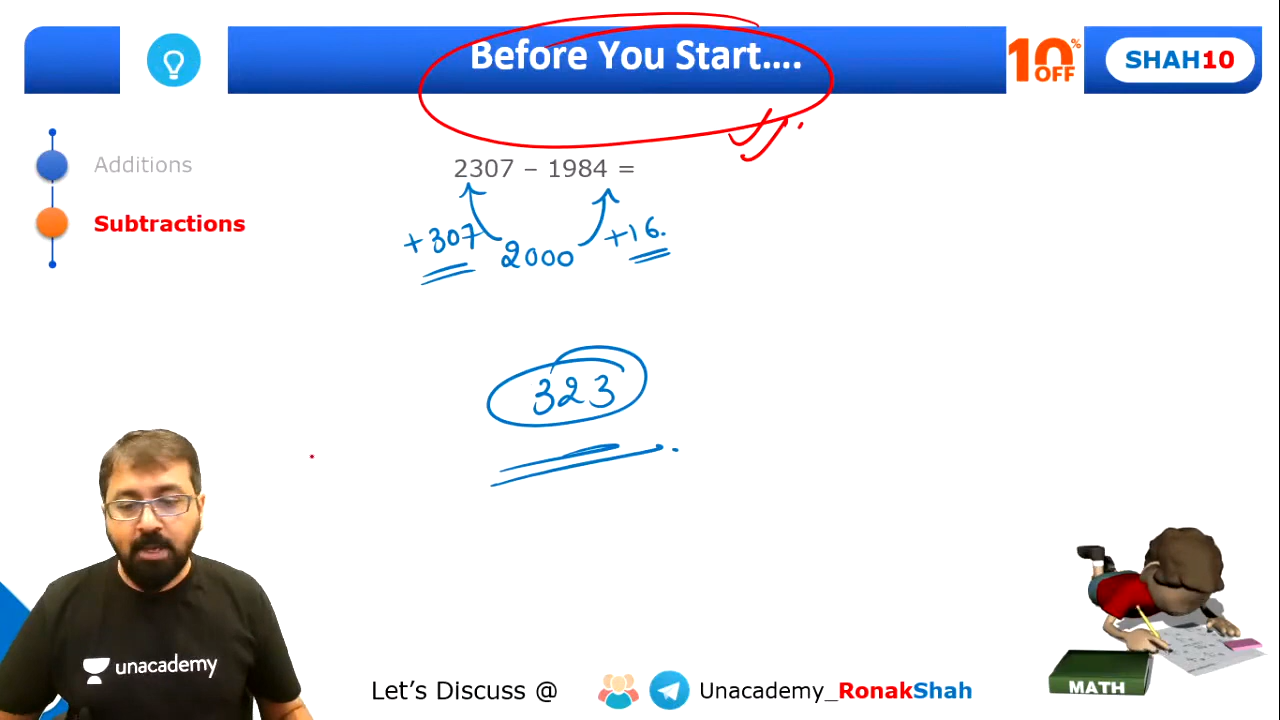 Before You Start....
10% OFF
SHAH10
Additions
Subtractions
2307 – 1984 =
+307
2000
+16.
323
unacademy
MATH
Let’s Discuss @ Unacademy_RonakShah